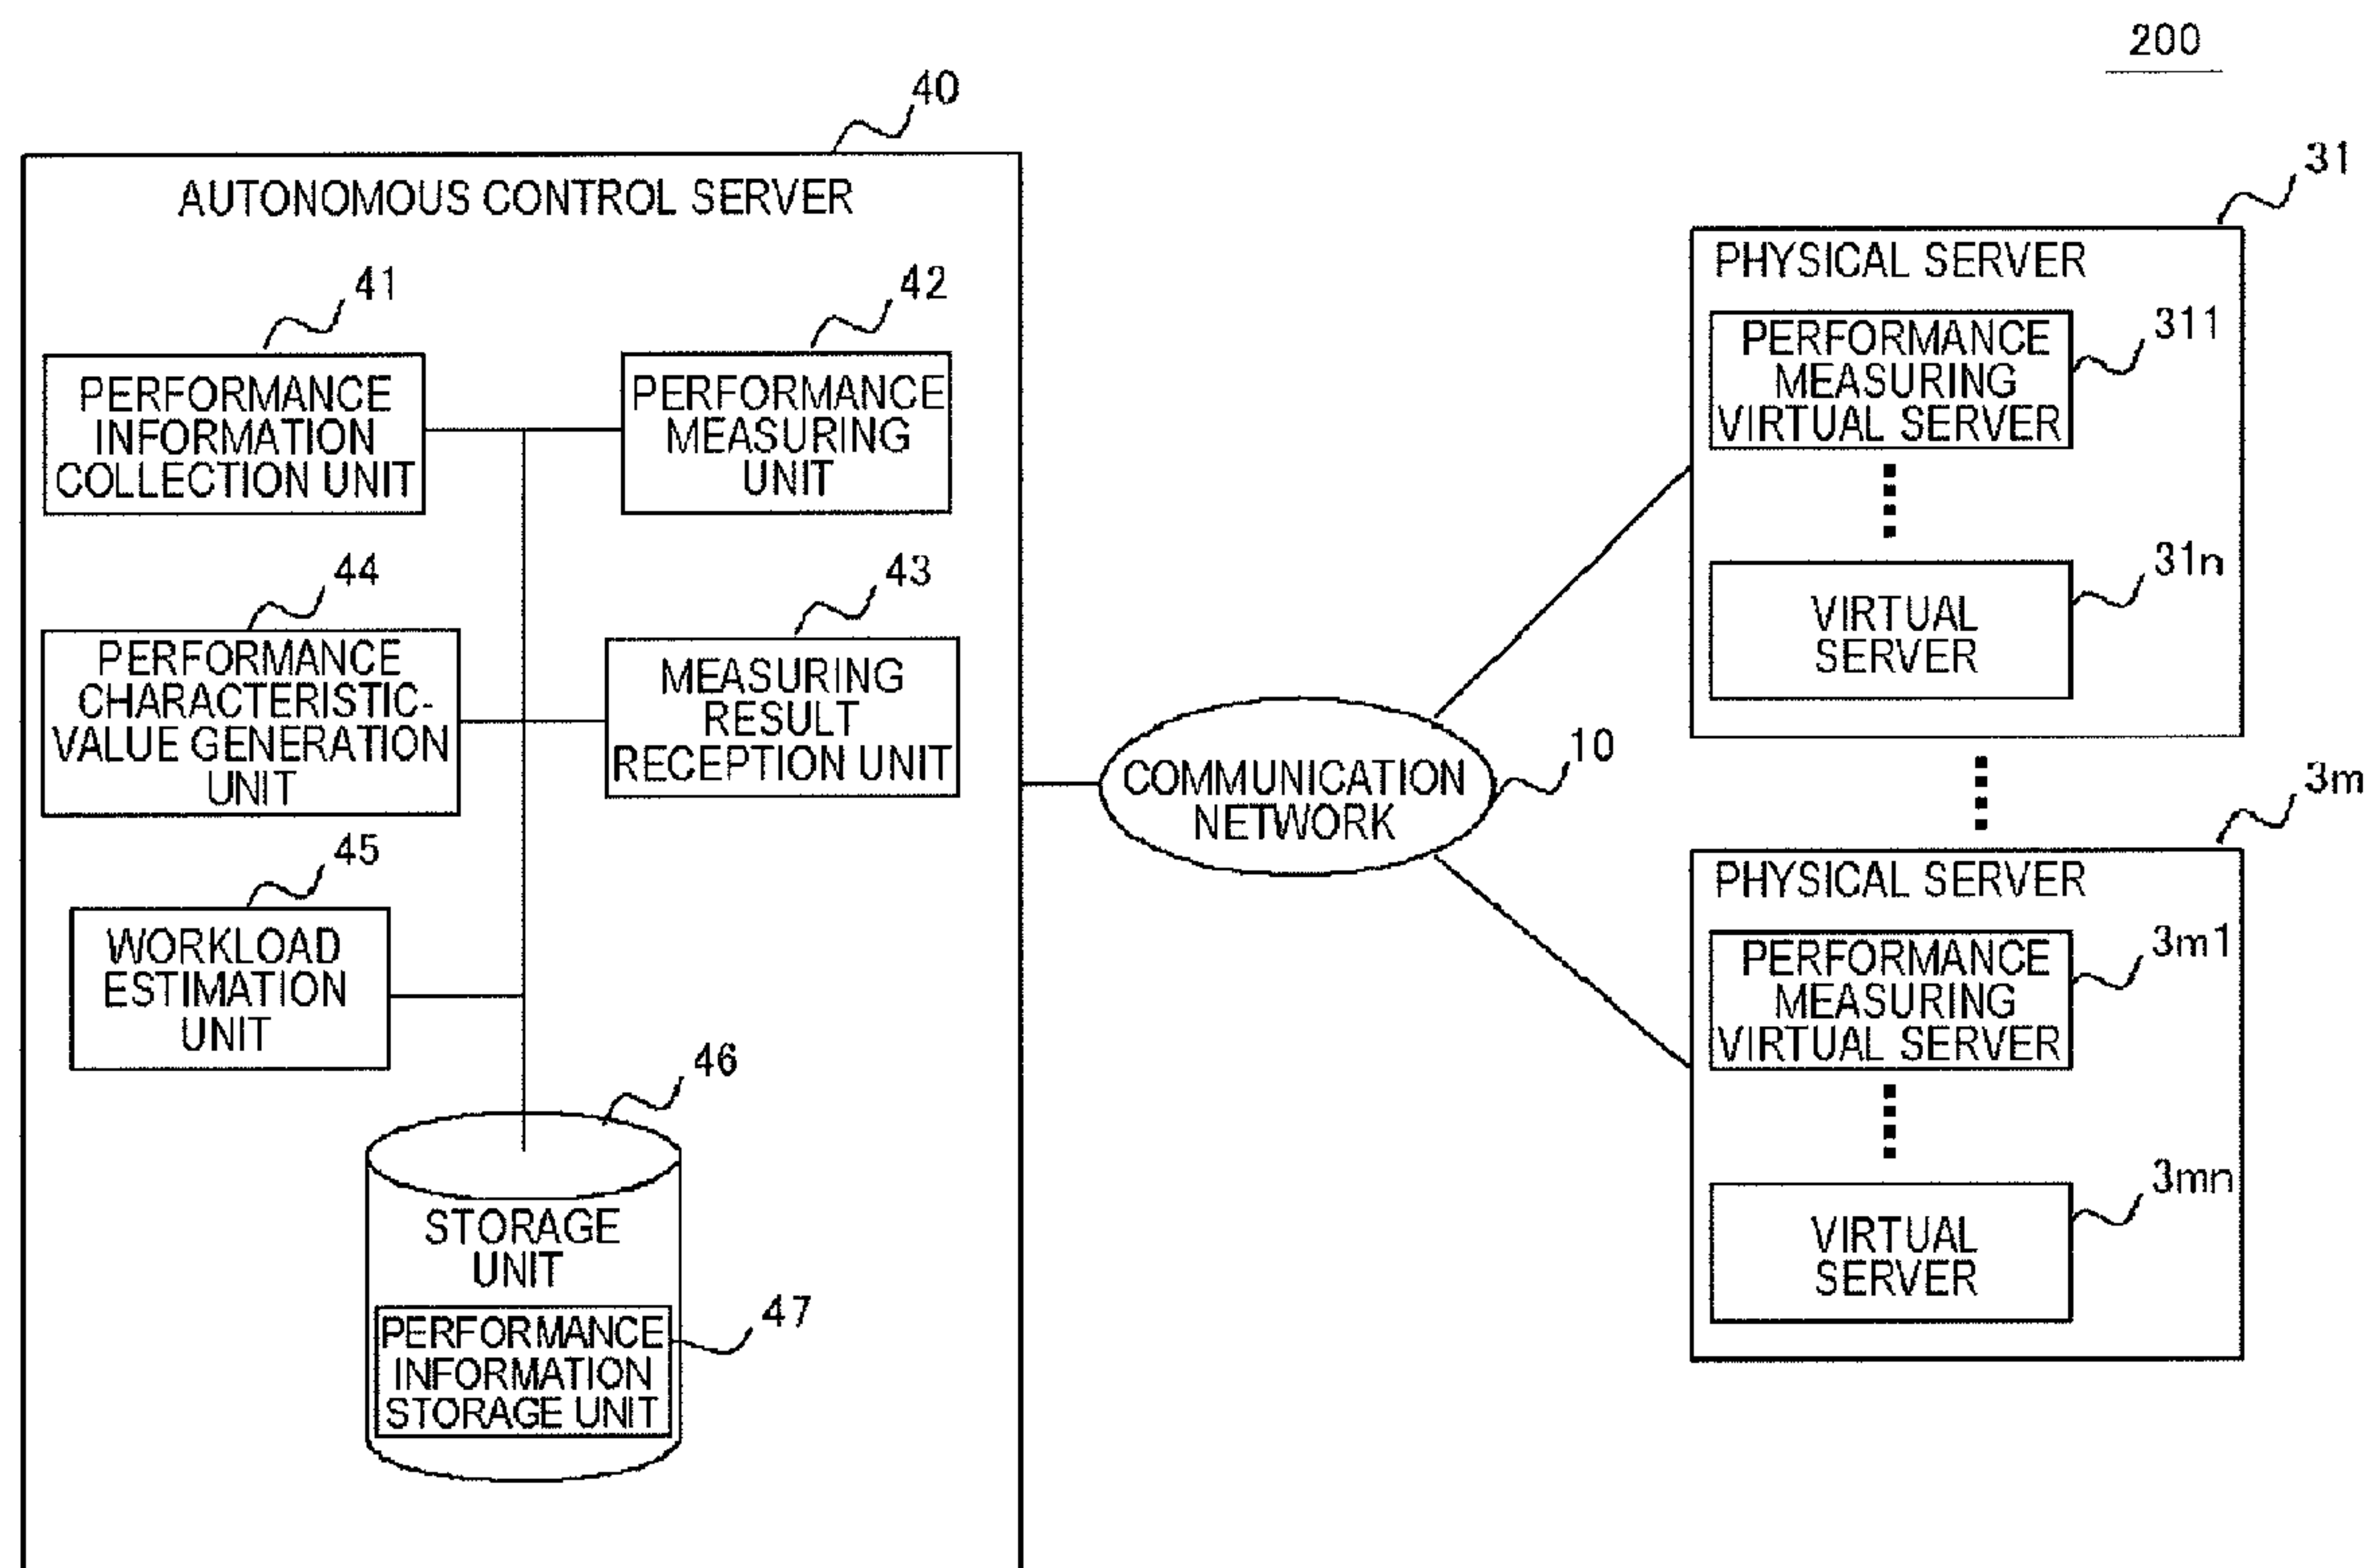 200
40
AUTONOMOUS CONTROL SERVER
41
PERFORMANCE
INFORMATION
COLLECTION UNIT
42
PERFORMANCE
MEASURING
UNIT
44
PERFORMANCE
CHARACTERISTIC-
VALUE GENERATION
UNIT
43
MEASURING
RESULT
RECEPTION UNIT
45
WORKLOAD
ESTIMATION
UNIT
46
STORAGE
UNIT
47
PERFORMANCE
INFORMATION
STORAGE UNIT
COMMUNICATION
NETWORK
10
31
PHYSICAL SERVER
PERFORMANCE
MEASURING
VIRTUAL SERVER
311
VIRTUAL
SERVER
31n
3m
PHYSICAL SERVER
PERFORMANCE
MEASURING
VIRTUAL SERVER
3m1
VIRTUAL
SERVER
3mn